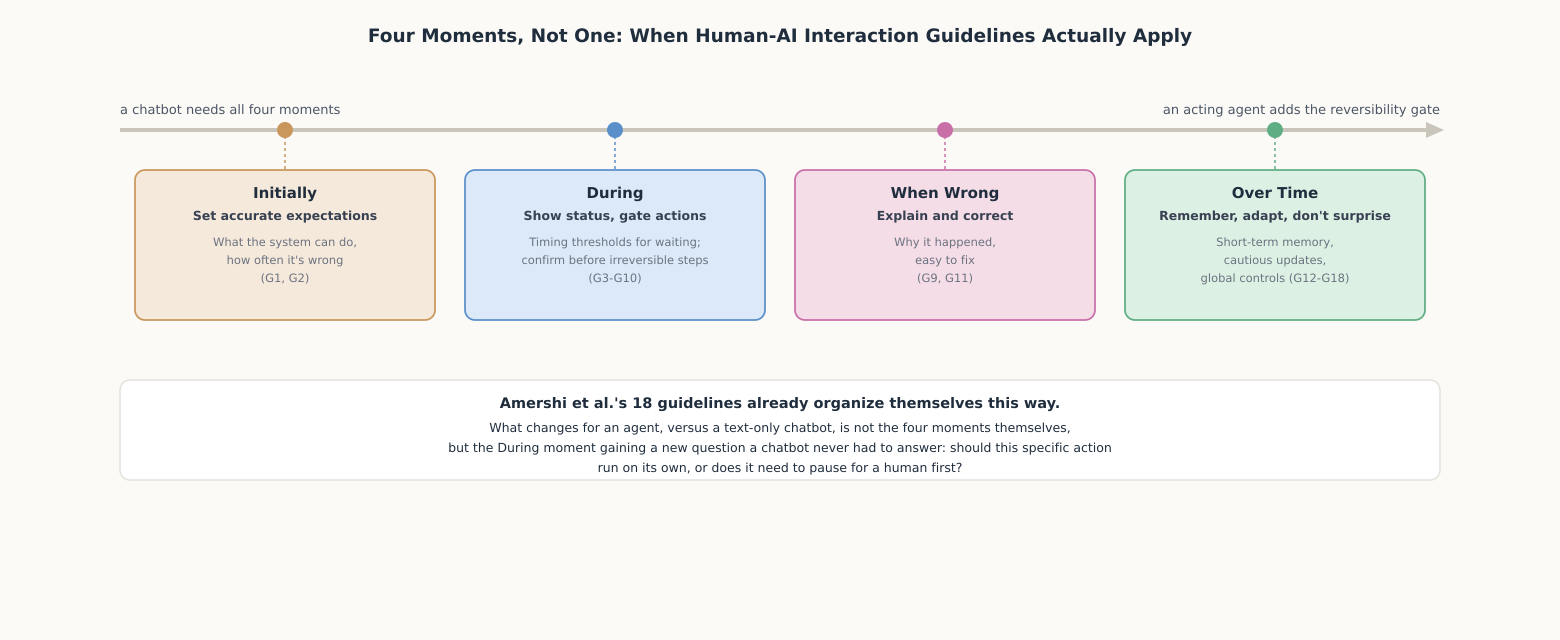 Four Moments, Not One: When Human-AI Interaction Guidelines Actually Apply
a chatbot needs all four moments
an acting agent adds the reversibility gate
Initially
Set accurate expectations
What the system can do,
how often it's wrong
(G1, G2)
During
Show status, gate actions
Timing thresholds for waiting;
confirm before irreversible steps
(G3-G10)
When Wrong
Explain and correct
Why it happened,
easy to fix
(G9, G11)
Over Time
Remember, adapt, don't surprise
Short-term memory,
cautious updates,
global controls (G12-G18)
Amershi et al.'s 18 guidelines already organize themselves this way.
What changes for an agent, versus a text-only chatbot, is not the four moments themselves,
but the During moment gaining a new question a chatbot never had to answer: should this specific action
run on its own, or does it need to pause for a human first?